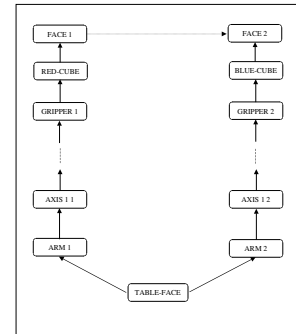 FACE 1 FACE 2
RED-CUBE BLUE-CUBE
GRIPPER 1 GRIPPER 2
AXIS 1 1 AXIS 1 2
ARM 1 ARM 2
TABLE-FACE